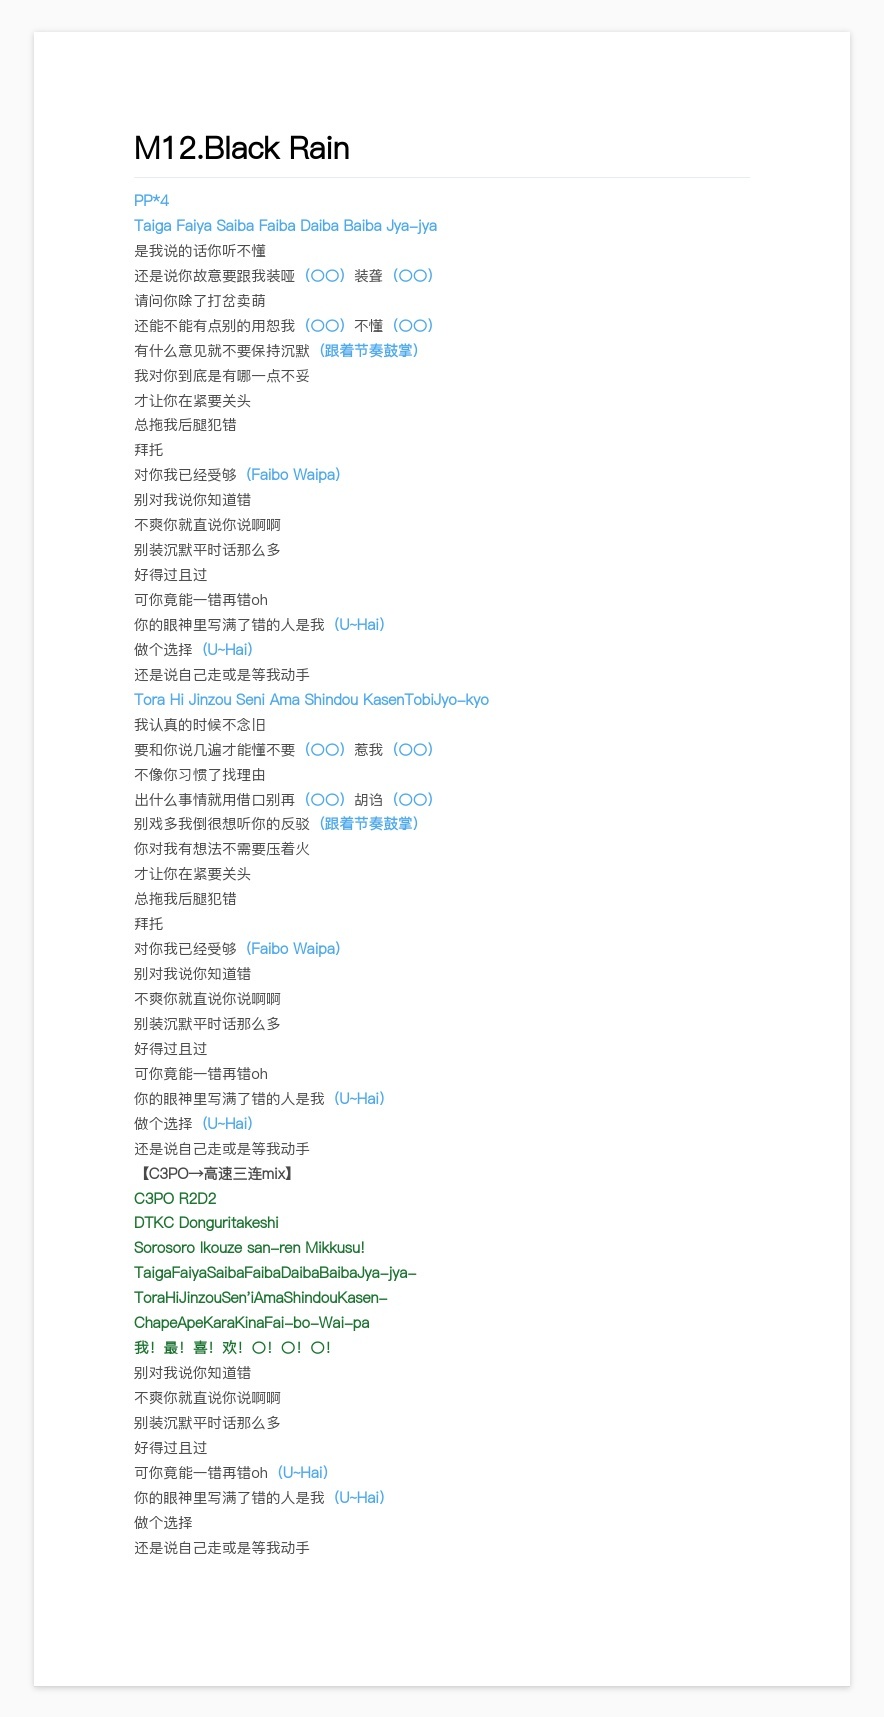 M12.Black Rain
PP*4
Taiga Faiya Saiba Faiba Daiba Baiba Jya-jya
是我说的话你听不懂
还是说你故意要跟我装哑（〇〇）装聋（〇〇）
请问你除了打岔卖萌
还能不能有点别的用恕我（〇〇）不懂（〇〇）
有什么意见就不要保持沉默（跟着节奏鼓掌）
我对你到底是有哪一点不妥
才让你在紧要关头
总拖我后腿犯错
拜托
对你我已经受够（Faibo Waipa）
别对我说你知道错
不爽你就直说你说啊啊
别装沉默平时话那么多
好得过且过
可你竟能一错再错oh
你的眼神里写满了错的人是我（U~Hai）
做个选择（U~Hai）
还是说自己走或是等我动手
Tora Hi Jinzou Seni Ama Shindou KasenTobiJyo-kyo
我认真的时候不念旧
要和你说几遍才能懂不要（〇〇）惹我（〇〇）
不像你习惯了找理由
出什么事情就用借口别再（〇〇）胡诌（〇〇）
别戏多我倒很想听你的反驳（跟着节奏鼓掌）
你对我有想法不需要压着火
才让你在紧要关头
总拖我后腿犯错
拜托
对你我已经受够（Faibo Waipa）
别对我说你知道错
不爽你就直说你说啊啊
别装沉默平时话那么多
好得过且过
可你竟能一错再错oh
你的眼神里写满了错的人是我（U~Hai）
做个选择（U~Hai）
还是说自己走或是等我动手
【C3PO→高速三连mix】
C3PO R2D2
DTKC Donguritakeshi
Sorosoro Ikouze san-ren Mikkusu!
TaigaFaiyaSaibaFaibaDaibaBaibaJya-jya-
ToraHiJinzouSen'iAmaShindouKasen-
ChapeApeKaraKinaFai-bo-Wai-pa
我！最！喜！欢！〇！〇！〇！
别对我说你知道错
不爽你就直说你说啊啊
别装沉默平时话那么多
好得过且过
可你竟能一错再错oh（U~Hai）
你的眼神里写满了错的人是我（U~Hai）
做个选择
还是说自己走或是等我动手